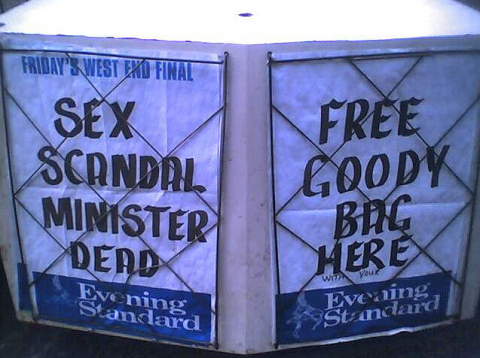 FRIDAY'S WEST END FINAL
SEX
SCANDAL
MINISTER
DEAD
Evening
Standard
FREE
GOODY
BAG
HERE
WITH YOUR
Evening
Standard